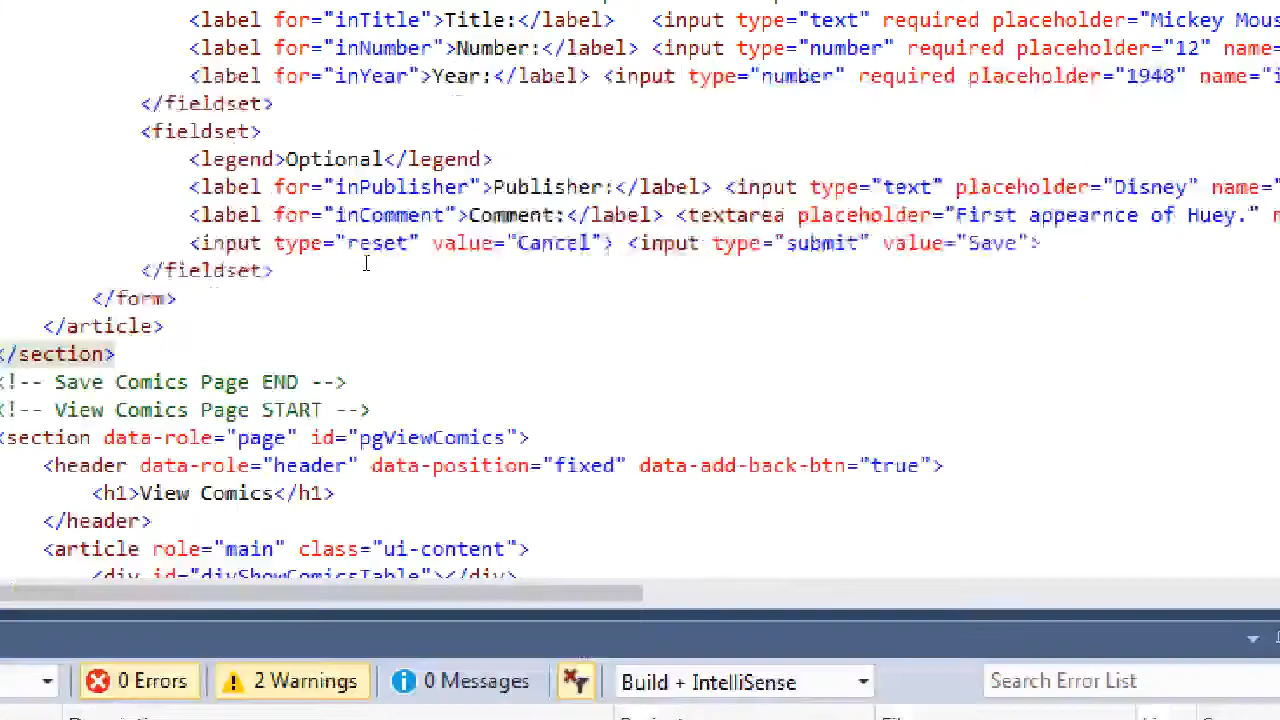 <label for="inTitle">Title:</label> <input type="text" required placeholder="Mickey Mous
<label for="inNumber">Number:</label> <input type="number" required placeholder="12" name=
<label for="inYear">Year:</label> <input type="number" required placeholder="1948" name="i
</fieldset>
<fieldset>
<legend>Optional</legend>
<label for="inPublisher">Publisher:</label> <input type="text" placeholder="Disney" name="
<label for="inComment">Comment:</label> <textarea placeholder="First appearnce of Huey." n
<input type="reset" value="Cancel"> <input type="submit" value="Save">
</fieldset>
</form>
</article>
</section>
<!-- Save Comics Page END -->
<!-- View Comics Page START -->
<section data-role="page" id="pgViewComics">
<header data-role="header" data-position="fixed" data-add-back-btn="true">
<h1>View Comics</h1>
</header>
<article role="main" class="ui-content">
<div id="divShowComicsTable"></div>
0 Errors 2 Warnings 0 Messages Build + IntelliSense Search Error List